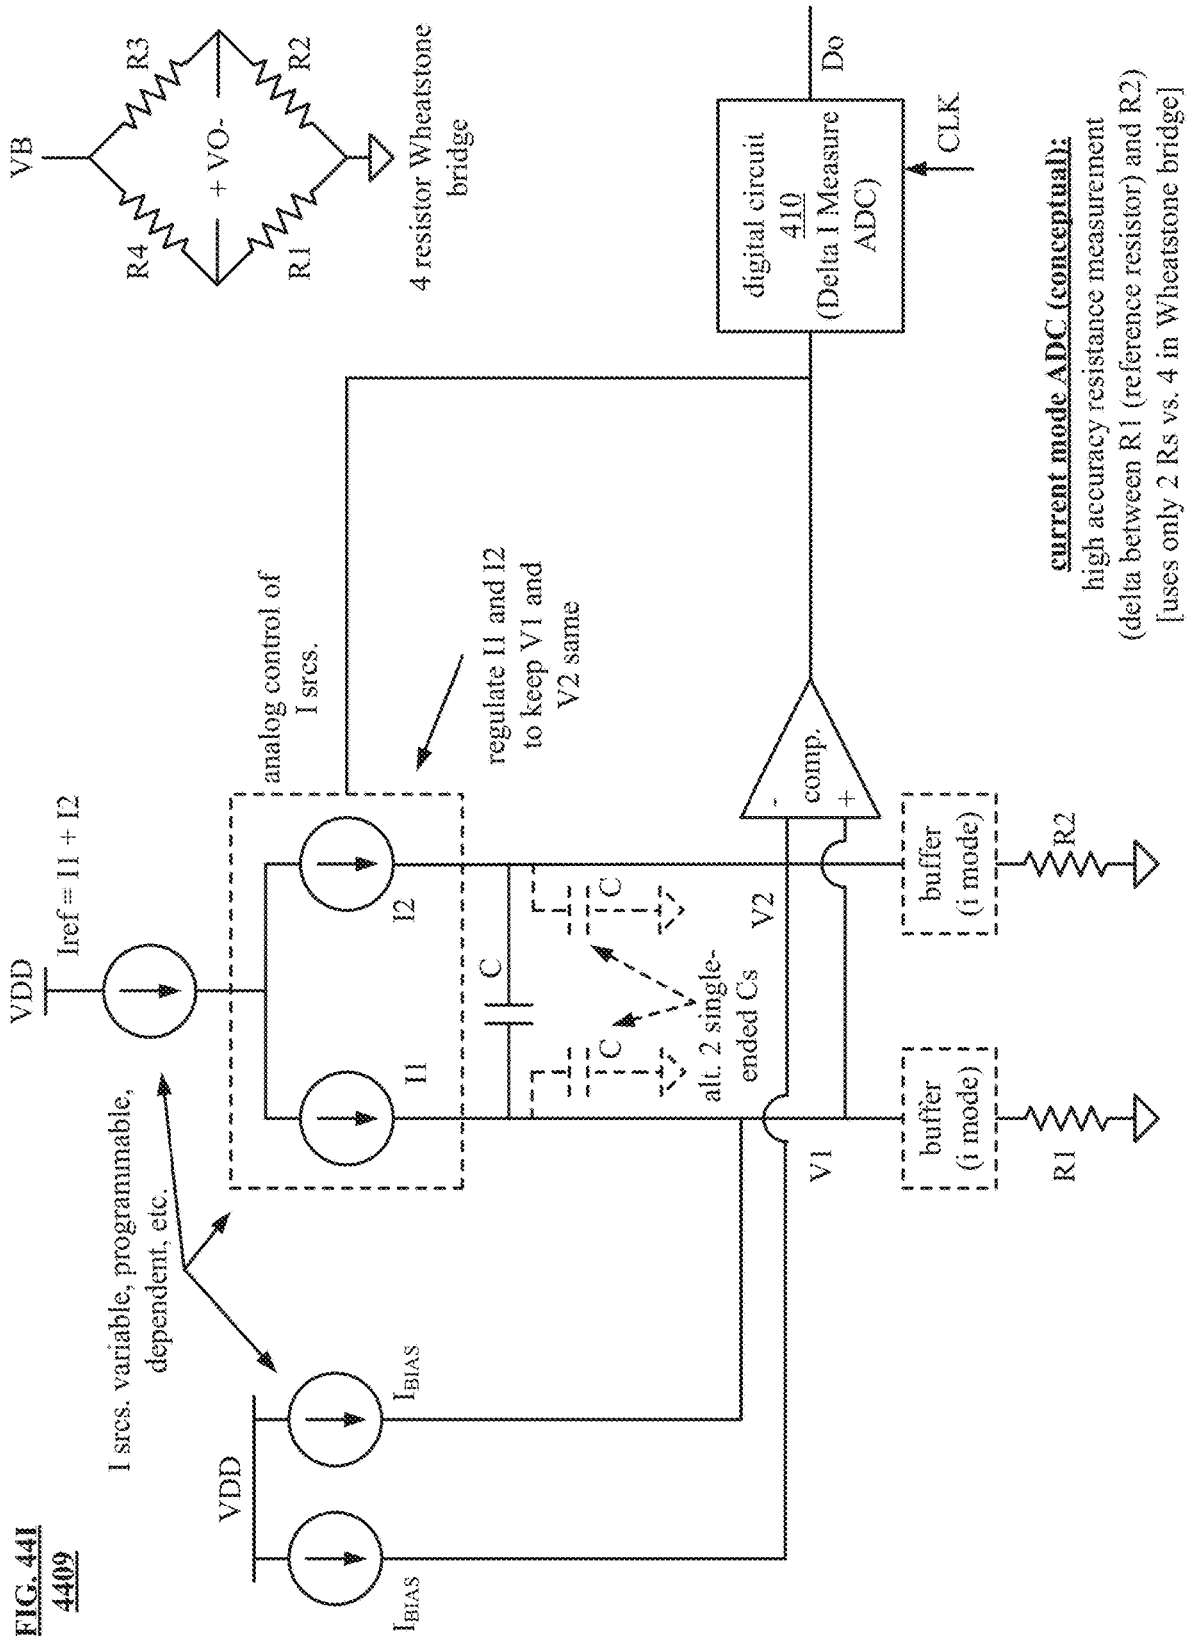 FIG. 44I
4409
I srcs. variable, programmable,
dependent, etc.
VDD
Iref = I1 + I2
VDD
IBIAS
IBIAS
I1
I2
analog control of
I srcs.
regulate I1 and I2
to keep V1 and
V2 same
C
C
C
alt. 2 single-
ended Cs
V1
V2
-
comp.
+
buffer
(i mode)
buffer
(i mode)
R1
R2
VB
R4
R3
+ VO-
R1
R2
4 resistor Wheatstone
bridge
digital circuit
410
(Delta I Measure
ADC)
Do
CLK
current mode ADC (conceptual):
high accuracy resistance measurement
(delta between R1 (reference resistor) and R2)
[uses only 2 Rs vs. 4 in Wheatstone bridge]